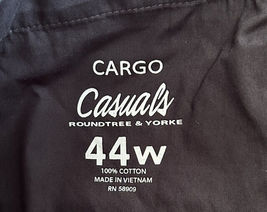 CARGO
Casuals
ROUNDTREE & YORKE
44W
100% COTTON
MADE IN VIETNAM
RN 58909